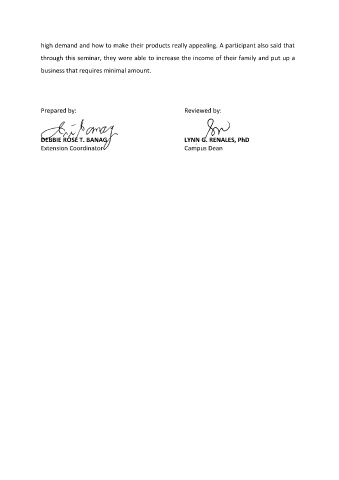 high demand and how to make their products really appealing. A participant also said that
through this seminar, they were able to increase the income of their family and put up a
business that requires minimal amount.
Prepared by:
Reviewed by:
DEBBIE ROSE T. BANAG
LYNN G. RENALES, PhD
Extension Coordinator
Campus Dean